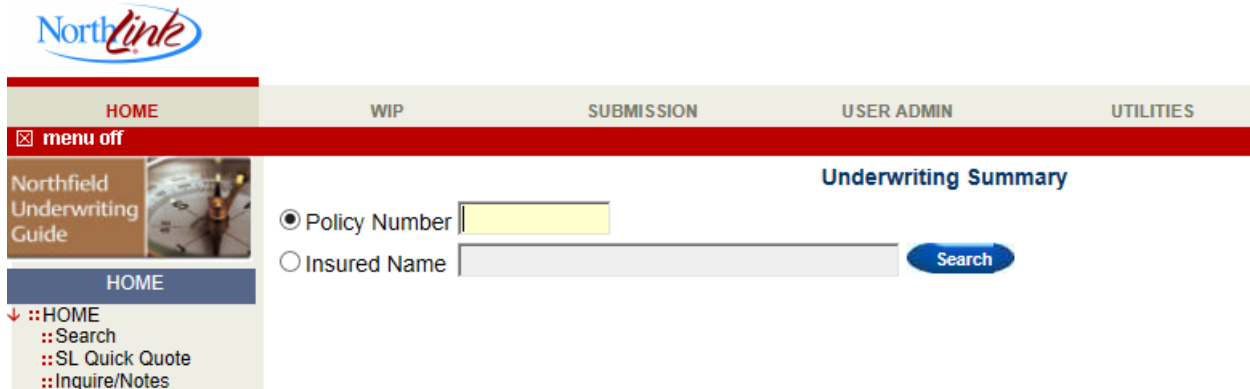 Northlink
HOME WIP SUBMISSION USER ADMIN UTILITIES
menu off
Northfield
Underwriting
Guide
Underwriting Summary
Policy Number
Insured Name Search
HOME
::HOME
::Search
::SL Quick Quote
::Inquire/Notes